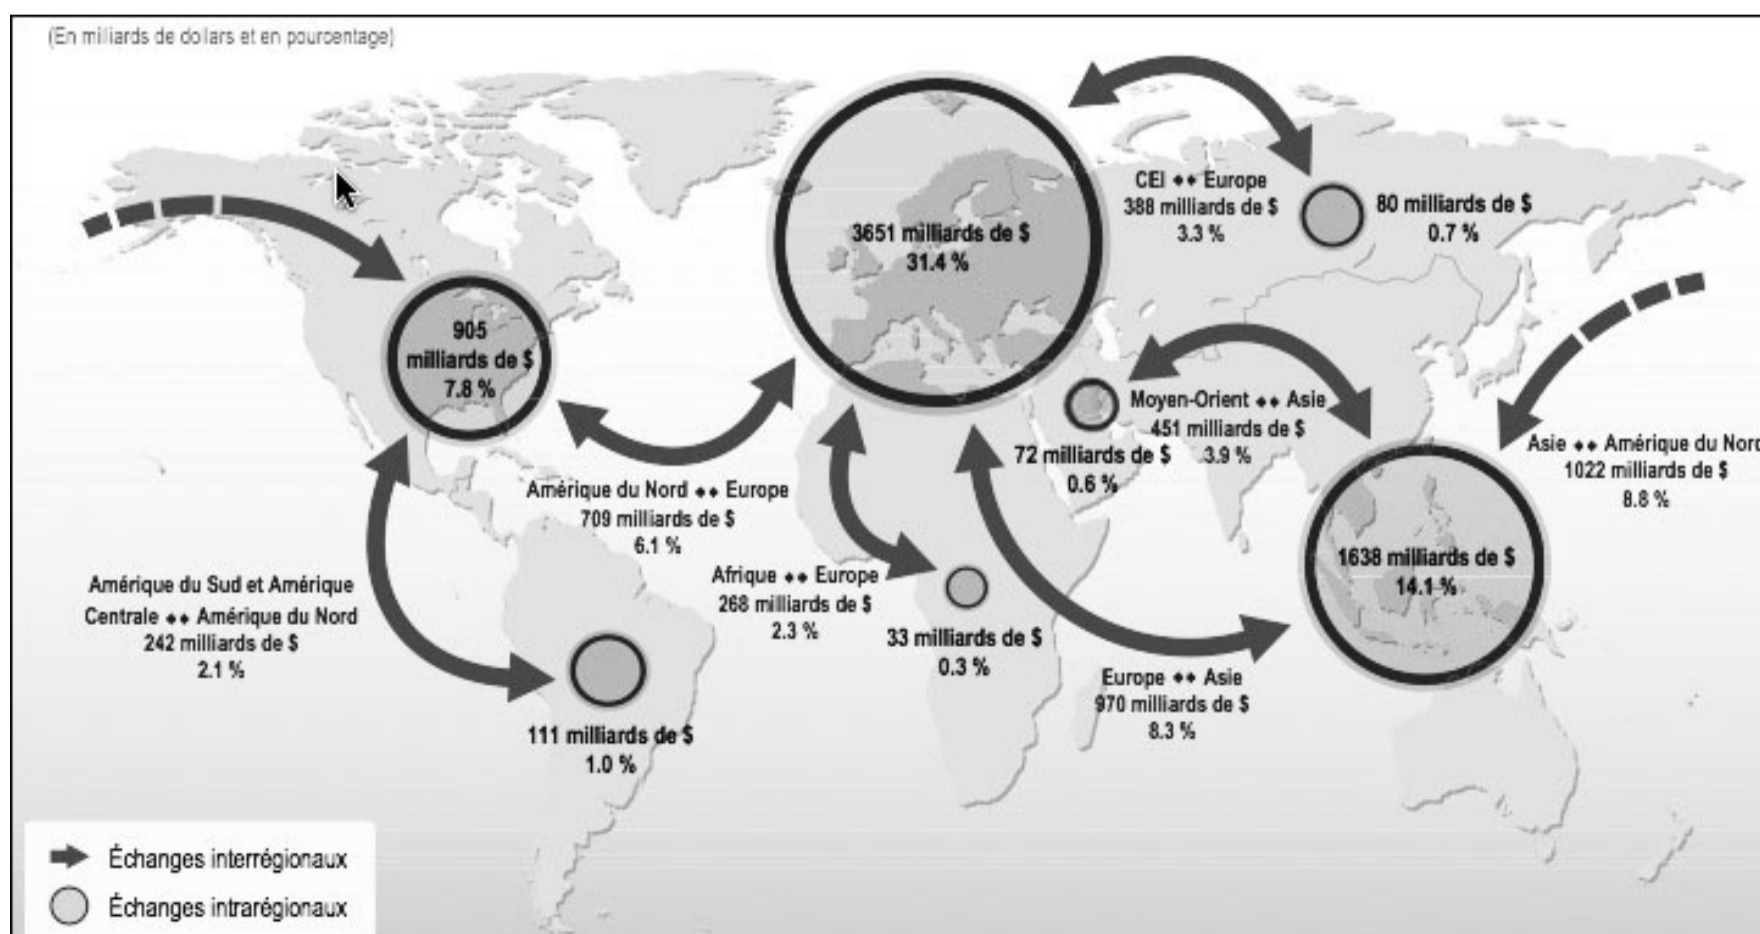 (En milliards de dollars et en pourcentage)
3651 milliards de $
31.4 %
CEI ◆◆ Europe
388 milliards de $
3.3 %
80 milliards de $
0.7 %
905
milliards de $
7.8 %
Moyen-Orient ◆◆ Asie
451 milliards de $
3.9 %
72 milliards de $
0.6 %
Asie ◆◆ Amérique du Nord
1022 milliards de $
8.8 %
Amérique du Nord ◆◆ Europe
709 milliards de $
6.1 %
1638 milliards de $
14.1 %
Afrique ◆◆ Europe
268 milliards de $
2.3 %
Amérique du Sud et Amérique
Centrale ◆◆ Amérique du Nord
242 milliards de $
2.1 %
33 milliards de $
0.3 %
Europe ◆◆ Asie
970 milliards de $
8.3 %
111 milliards de $
1.0 %
Échanges interrégionaux
Échanges intrarégionaux